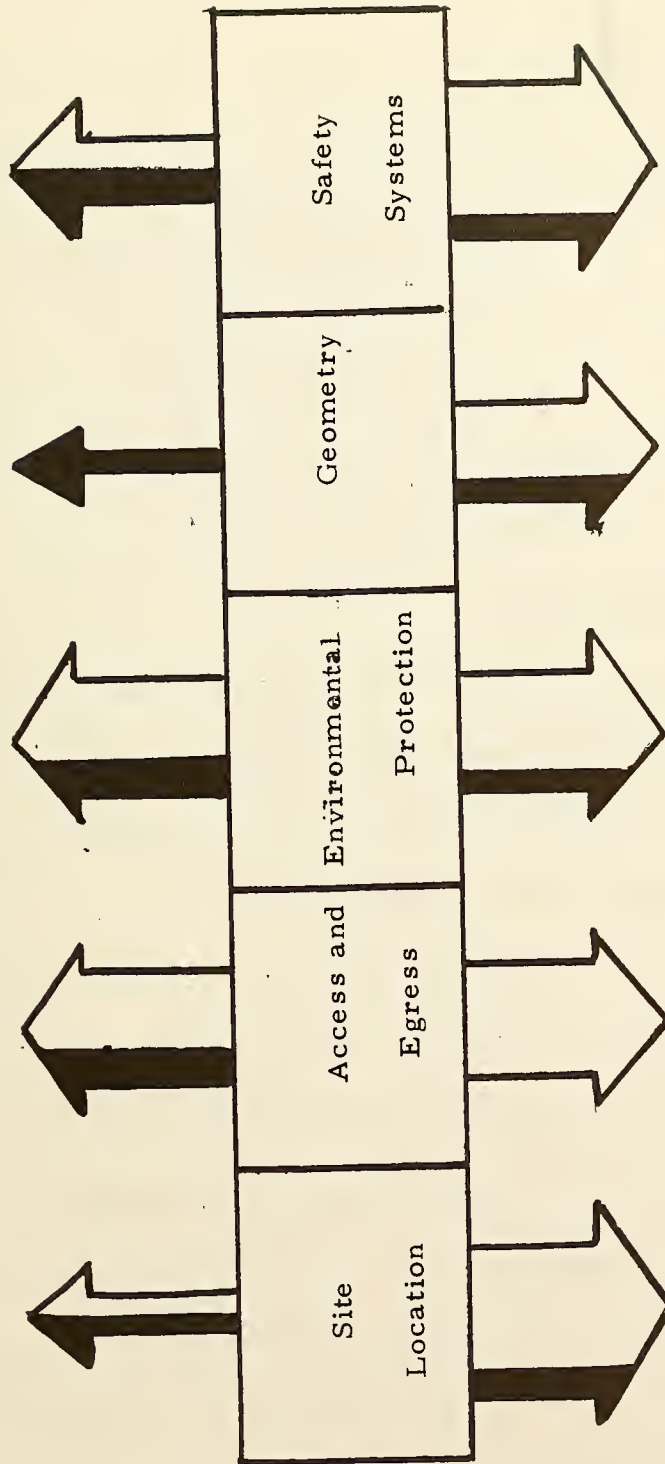 Site
Location
Access and
Egress
Environmental
Protection
Geometry
Safety
Systems